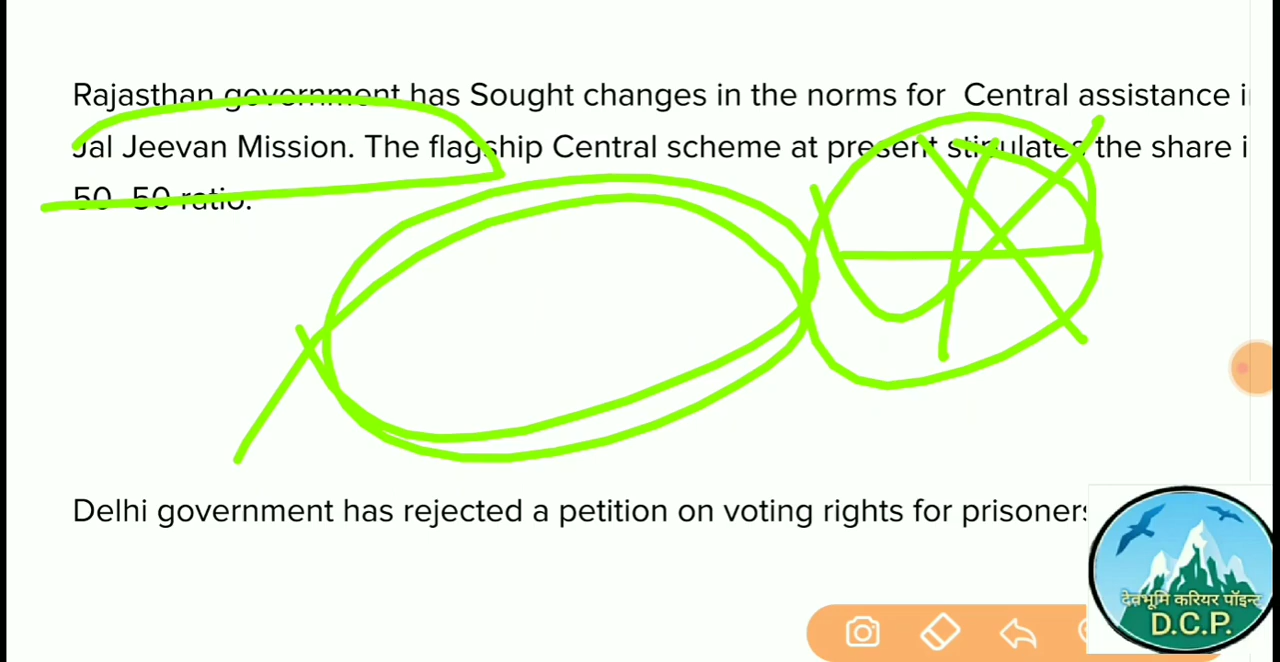 Rajasthan government has Sought changes in the norms for Central assistance i
Jal Jeevan Mission. The flagship Central scheme at present stipulates the share i
50-50 ratio.
Delhi government has rejected a petition on voting rights for prisoners
देवभूमि करियर पॉइन्ट
D.C.P.